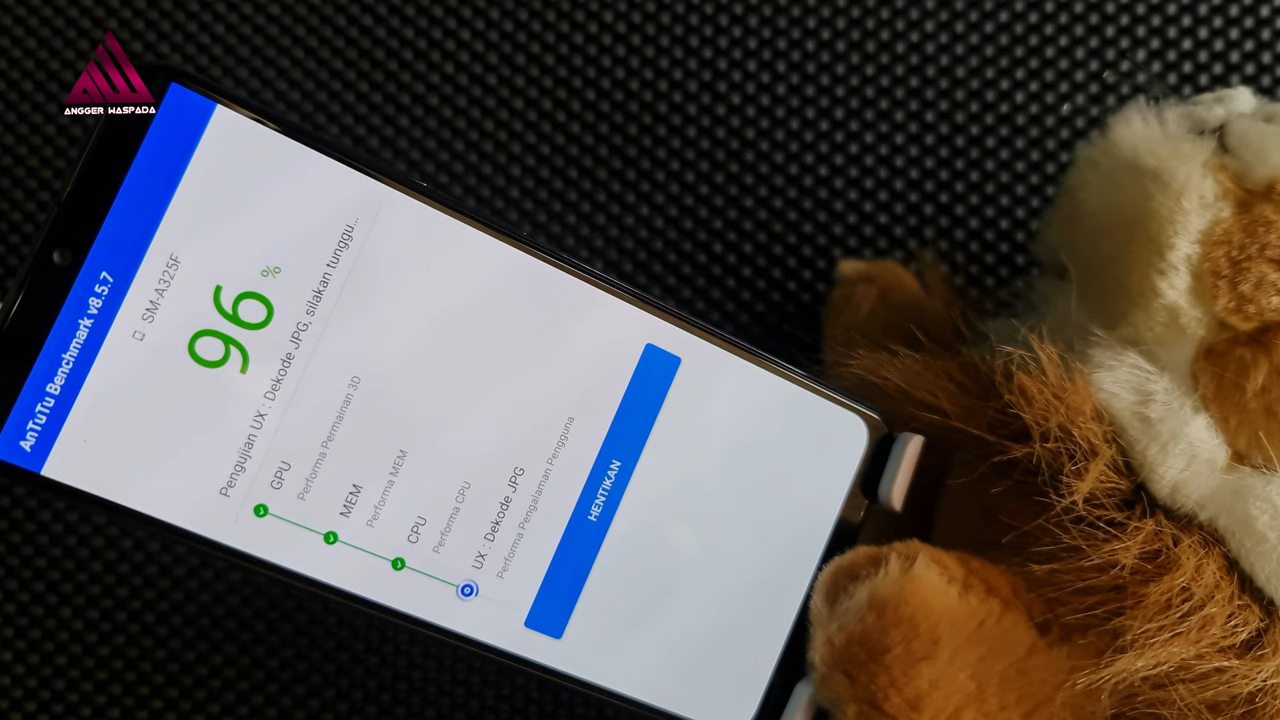 ANGGER WASPADA
AnTuTu Benchmark v8.5.7
SM-A325F
96 %
Pengujian UX : Dekode JPG, silakan tunggu...
GPU
Performa Permainan 3D
MEM
Performa MEM
CPU
Performa CPU
UX : Dekode JPG
Performa Pengalaman Pengguna
HENTIKAN